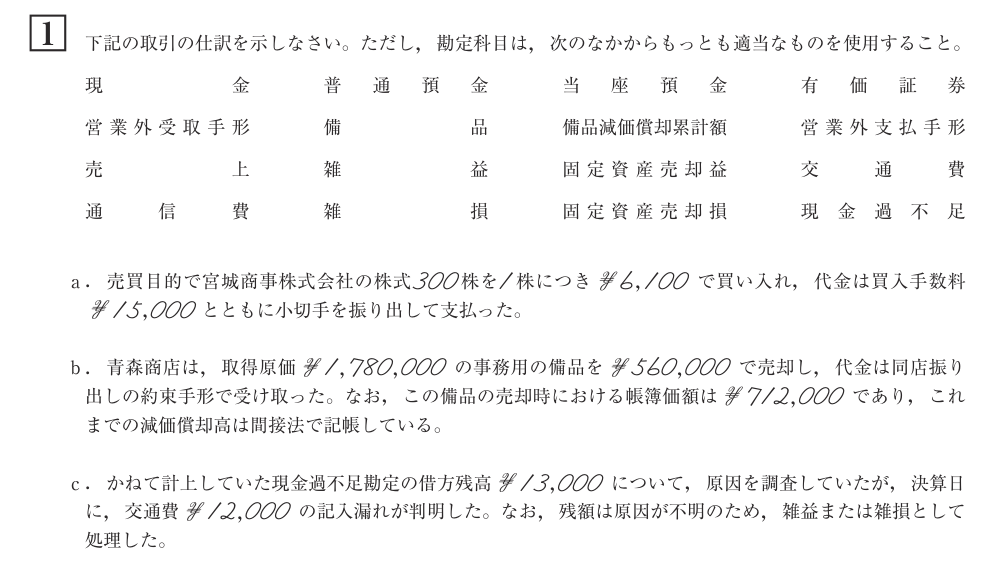 1 下記の取引の仕訳を示しなさい。ただし，勘定科目は，次のなかからもっとも適当なものを使用すること。
現金 普通預金 当座預金 有価証券
営業外受取手形 備品 備品減価償却累計額 営業外支払手形
売上 雑益 固定資産売却益 交通費
通信費 雑損 固定資産売却損 現金過不足
a．売買目的で宮城商事株式会社の株式300株を1株につき¥6,100で買い入れ，代金は買入手数料
¥15,000とともに小切手を振り出して支払った。
b．青森商店は，取得原価¥1,780,000の事務用の備品を¥560,000で売却し，代金は同店振り
出しの約束手形で受け取った。なお，この備品の売却時における帳簿価額は¥712,000であり，これ
までの減価償却高は間接法で記帳している。
c．かねて計上していた現金過不足勘定の借方残高¥13,000について，原因を調査していたが，決算日
に，交通費¥12,000の記入漏れが判明した。なお，残額は原因が不明のため，雑益または雑損として
処理した。